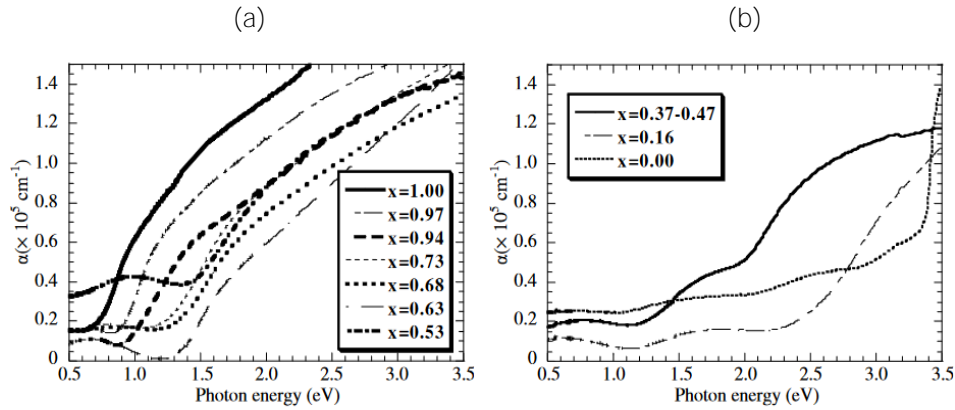 (a)
(b)
1.4
1.2
1.0
0.8
0.6
0.4
0.2
0
α(× 10⁵ cm⁻¹)
x=1.00
x=0.97
x=0.94
x=0.73
x=0.68
x=0.63
x=0.53
0.5 1.0 1.5 2.0 2.5 3.0 3.5
Photon energy (eV)
1.4
1.2
1.0
0.8
0.6
0.4
0.2
0
α(× 10⁵ cm⁻¹)
x=0.37-0.47
x=0.16
x=0.00
0.5 1.0 1.5 2.0 2.5 3.0 3.5
Photon energy (eV)